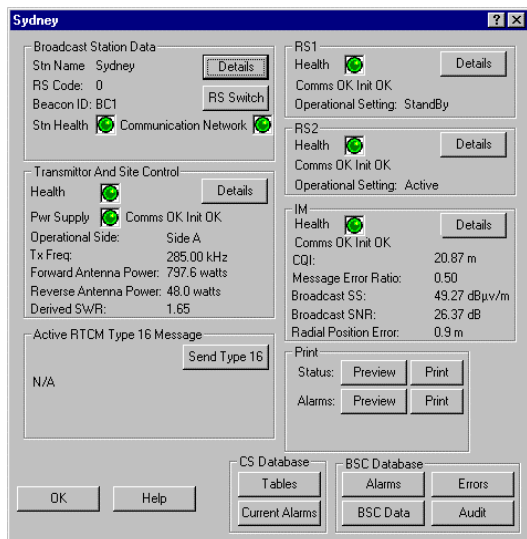 Sydney
Broadcast Station Data
Stn Name Sydney
Details
RS Code: 0
Beacon ID: BC1
RS Switch
Stn Health Communication Network
Transmittor And Site Control
Health
Details
Pwr Supply Comms OK Init OK
Operational Side: Side A
Tx Freq: 285.00 kHz
Forward Antenna Power: 797.6 watts
Reverse Antenna Power: 48.0 watts
Derived SWR: 1.65
Active RTCM Type 16 Message
Send Type 16
N/A
RS1
Health
Details
Comms OK Init OK
Operational Setting: StandBy
RS2
Health
Details
Comms OK Init OK
Operational Setting: Active
IM
Health
Details
Comms OK Init OK
CQI: 20.87 m
Message Error Ratio: 0.50
Broadcast SS: 49.27 dBµv/m
Broadcast SNR: 26.37 dB
Radial Position Error: 0.9 m
Print
Status: Preview Print
Alarms: Preview Print
OK Help
CS Database
Tables
Current Alarms
BSC Database
Alarms Errors
BSC Data Audit